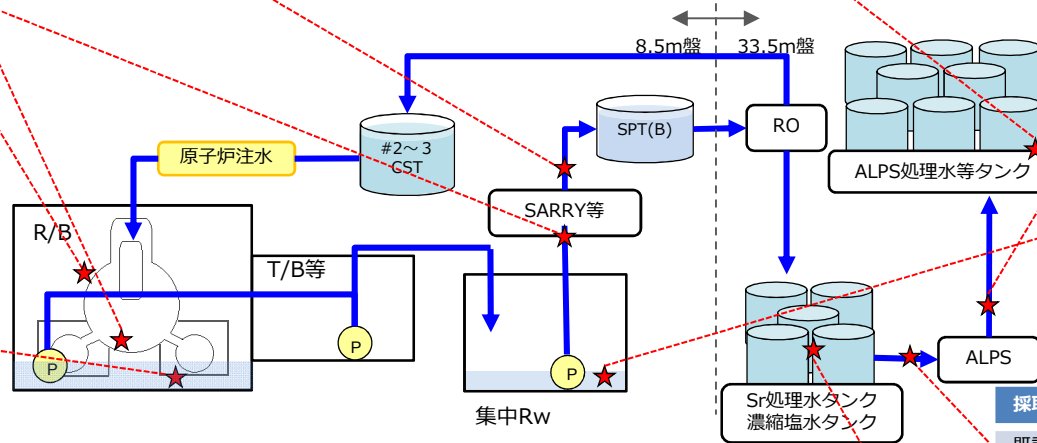 8.5m盤
33.5m盤
SPT(B)
RO
#2～3
CST
原子炉注水
ALPS処理水等タンク
SARRY等
R/B
T/B等
P
P
P
ALPS
集中Rw
Sr処理水タンク
濃縮塩水タンク
採取